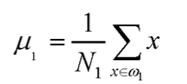 μ₁ = 1/N₁ ∑_{x∈ω₁} x